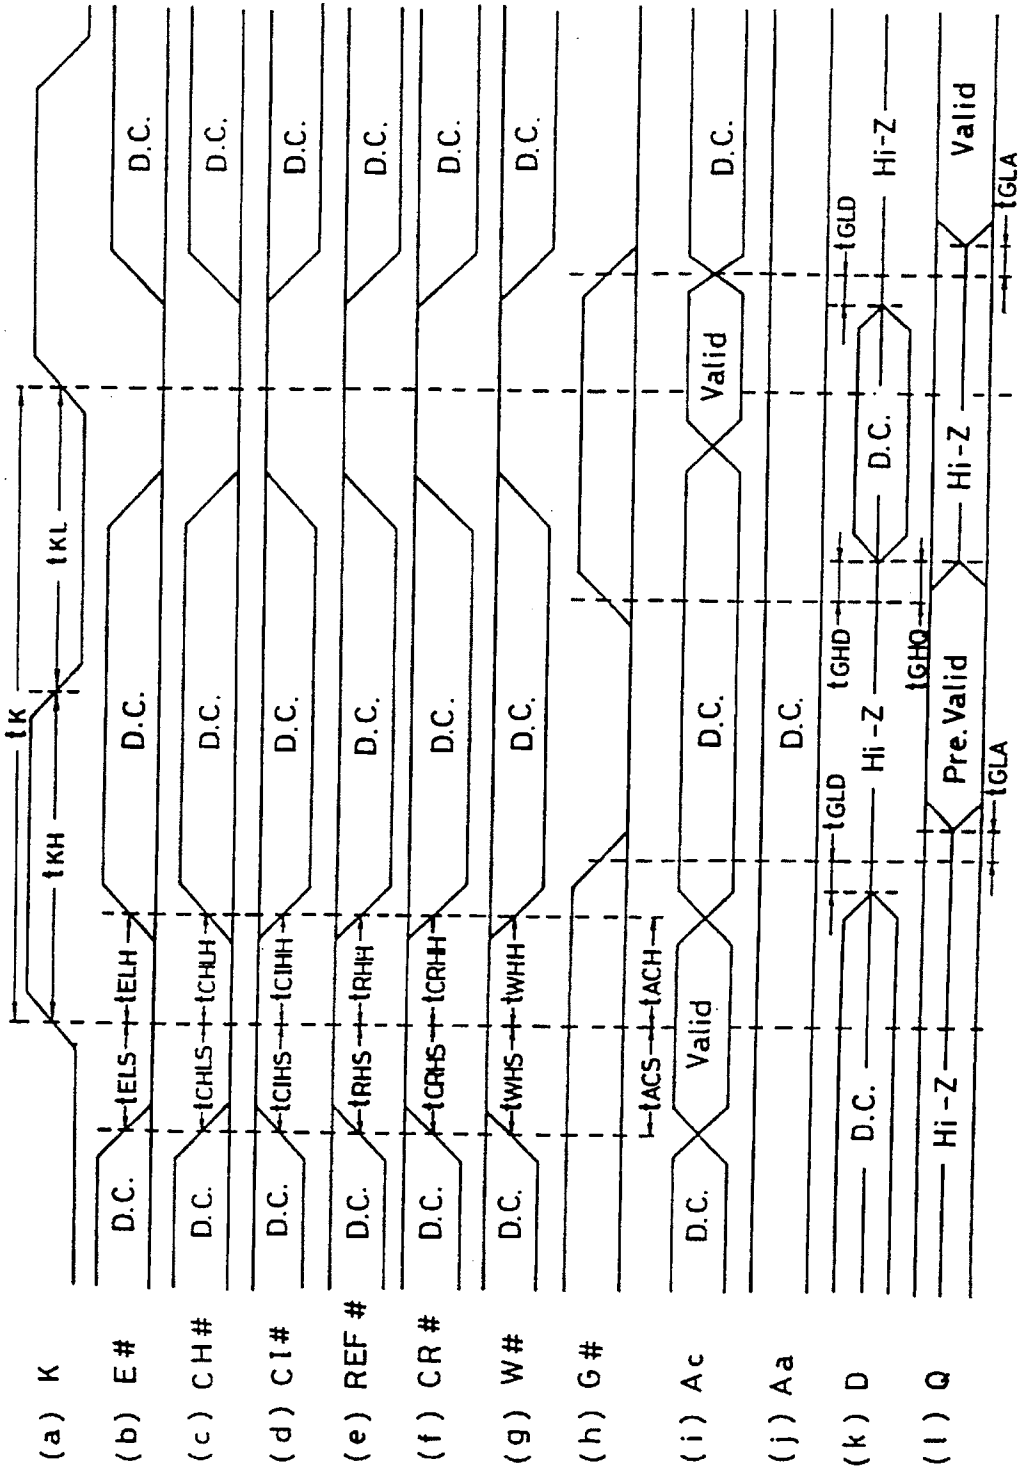 (a) K tKH tK tKL
(b) E# D.C. tELS tELH D.C. D.C.
(c) CH# D.C. tCHLS tCHLH D.C. D.C.
(d) CI# D.C. tCIHS tCIHH D.C. D.C.
(e) REF# D.C. tRHS tRHH D.C. D.C.
(f) CR# D.C. tCRHS tCRHH D.C. D.C.
(g) W# D.C. tWHS tWHH D.C. D.C.
(h) G#
tACS tACH
(i) Ac D.C. Valid D.C. Valid D.C.
(j) Aa D.C.
tGLD tGHD tGLD
(k) D D.C. Hi-Z D.C. Hi-Z
tGHQ
(l) Q Hi-Z Pre. Valid Hi-Z Valid
tGLA tGLA